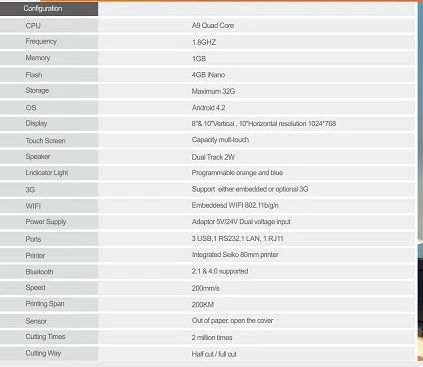 Configuration
CPU A9 Quad Core
Frequency 1.8GHZ
Memory 1GB
Flash 4GB iNano
Storage Maximum 32G
OS Android 4.2
Display 8"& 10"Vertical , 10"Horizontal resolution 1024*768
Touch Screen Capacity mult-touch
Speaker Dual Track 2W
Lndicator Light Programmable orange and blue
3G Support either embedded or optional 3G
WIFI Embeddesd WIFI 802.11b/g/n
Power Supply Adaptor 5V/24V Dual voltage input
Ports 3 USB,1 RS232,1 LAN, 1 RJ11
Printer Integrated Seiko 80mm printer
Bluetooth 2.1 & 4.0 supported
Speed 200mm/s
Printing Span 200KM
Sensor Out of paper. open the cover
Cutting Times 2 million times
Cutting Way Half cut / full cut